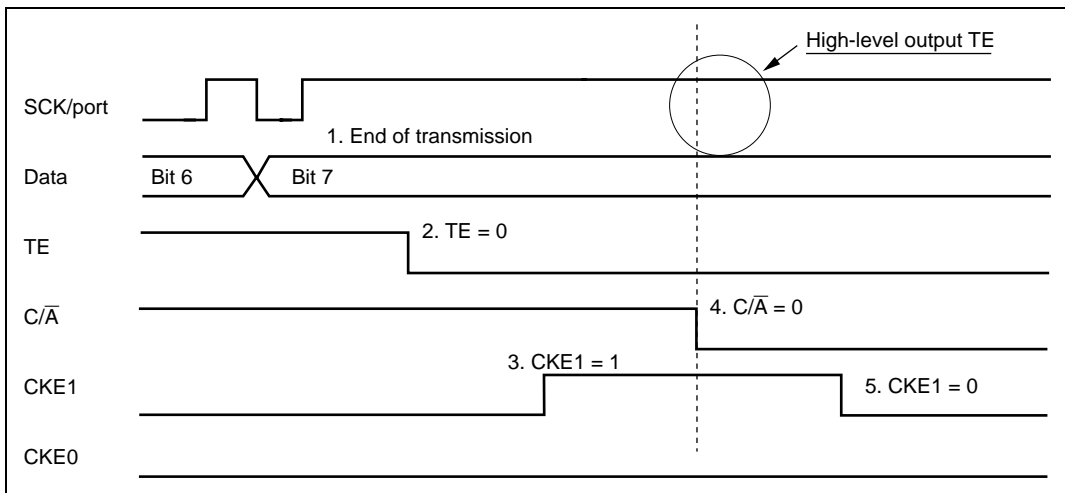 High-level output TE
SCK/port
1. End of transmission
Data
Bit 6
Bit 7
TE
2. TE = 0
C/A̅
4. C/A̅ = 0
3. CKE1 = 1
CKE1
5. CKE1 = 0
CKE0